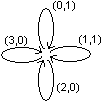 (0,1)
(3,0)
(1,1)
(2,0)